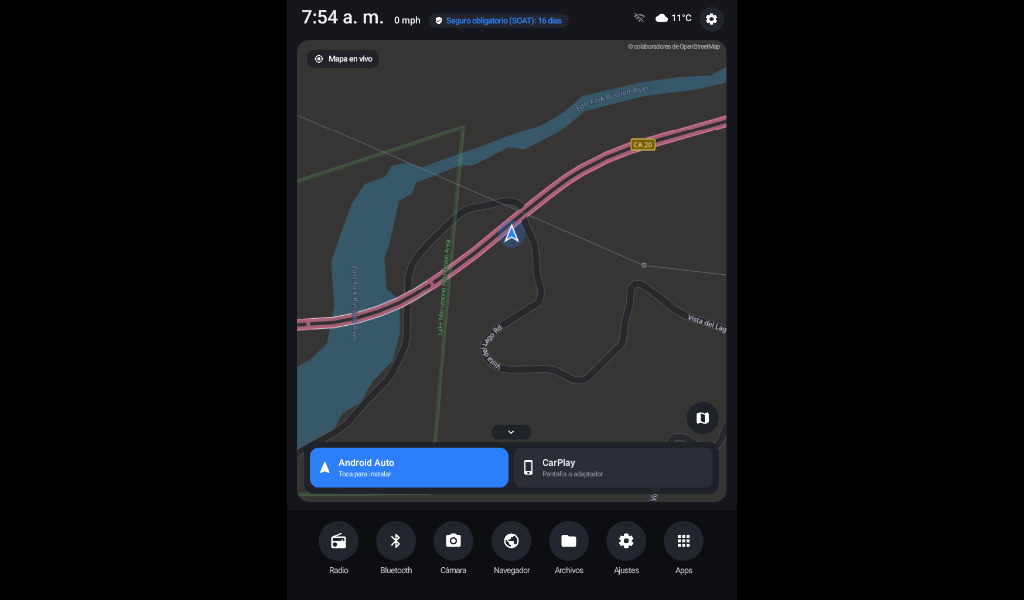 7:54 a. m.
0 mph
Seguro obligatorio (SOAT): 16 días
11°C
© colaboradores de OpenStreetMap
Mapa en vivo
East Fork Russian River
CA 20
Vista del Lago Rd
Vista del Lag
Android Auto
Toca para instalar
CarPlay
Pantalla o adaptador
Radio
Bluetooth
Cámara
Navegador
Archivos
Ajustes
Apps